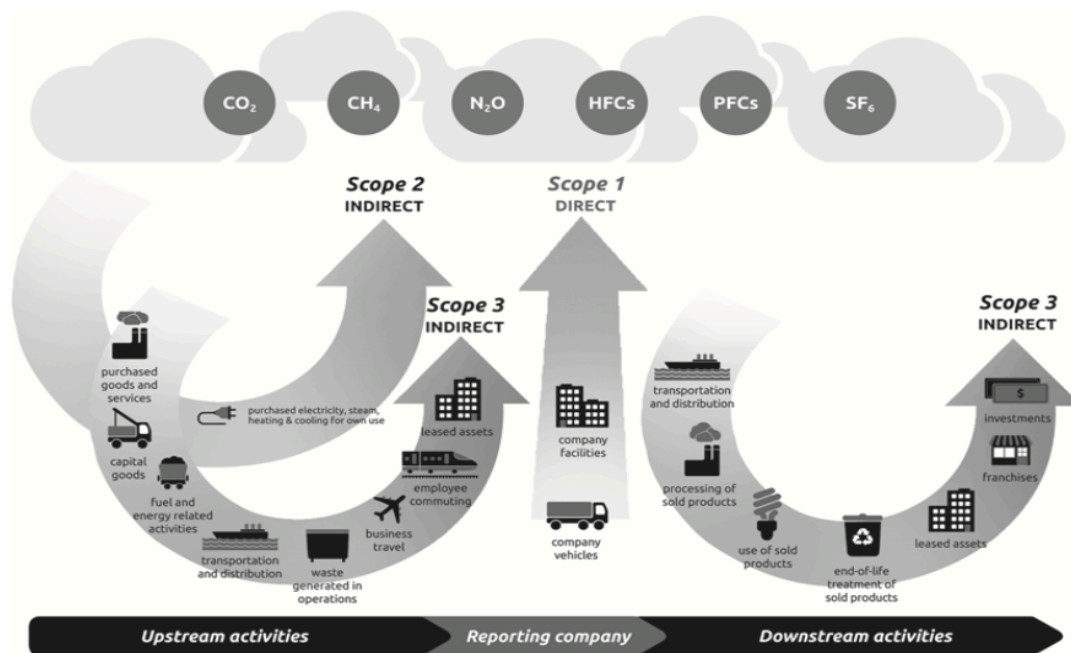 CO₂
CH₄
N₂O
HFCs
PFCs
SF₆
Scope 2
INDIRECT
Scope 1
DIRECT
Scope 3
INDIRECT
Scope 3
INDIRECT
purchased
goods and
services
capital
goods
fuel and
energy related
activities
purchased electricity, steam,
heating & cooling for own use
transportation
and distribution
waste
generated in
operations
business
travel
employee
commuting
leased assets
company
facilities
company
vehicles
transportation
and distribution
processing of
sold products
use of sold
products
end-of-life
treatment of
sold products
leased assets
franchises
investments
$
Upstream activities
Reporting company
Downstream activities